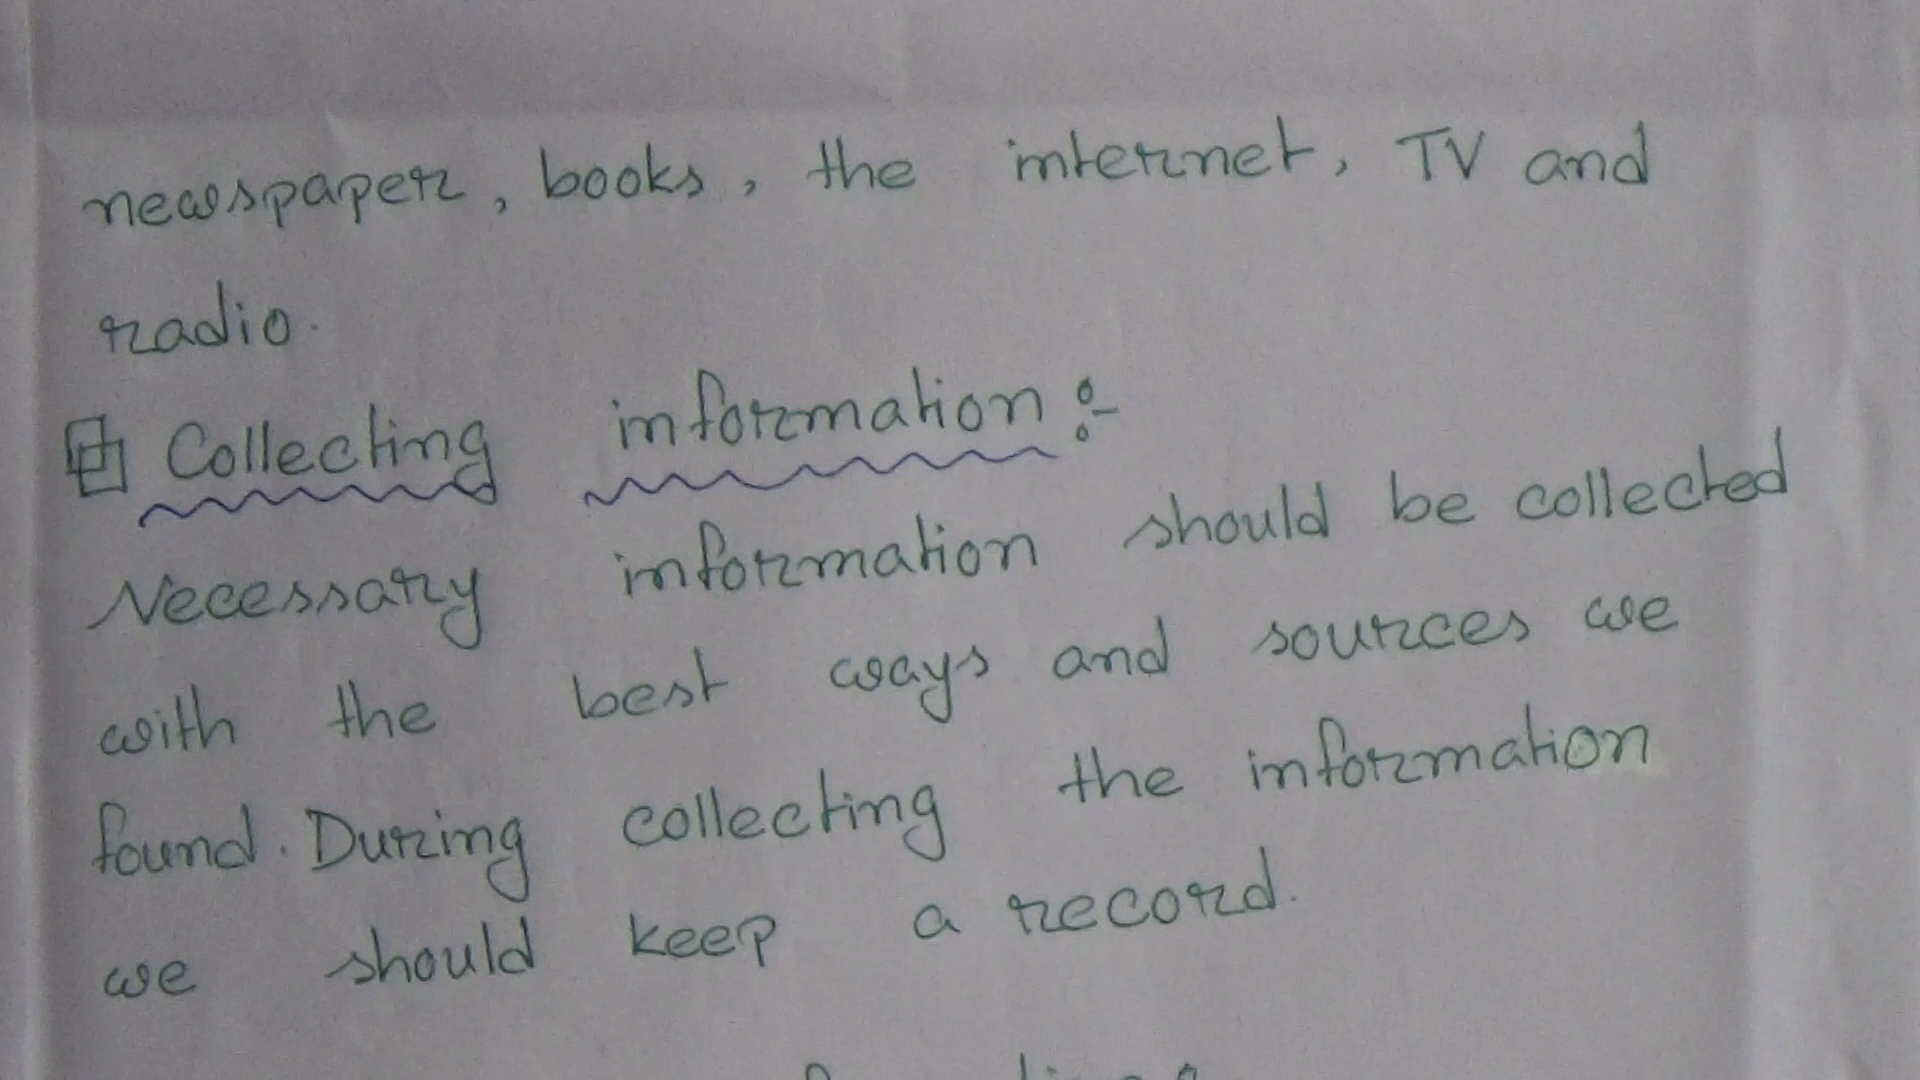 newspaper, books, the internet, TV and
radio.
Collecting information :-
Necessary information should be collected
with the best ways and sources we
found. During collecting the information
we should keep a record.